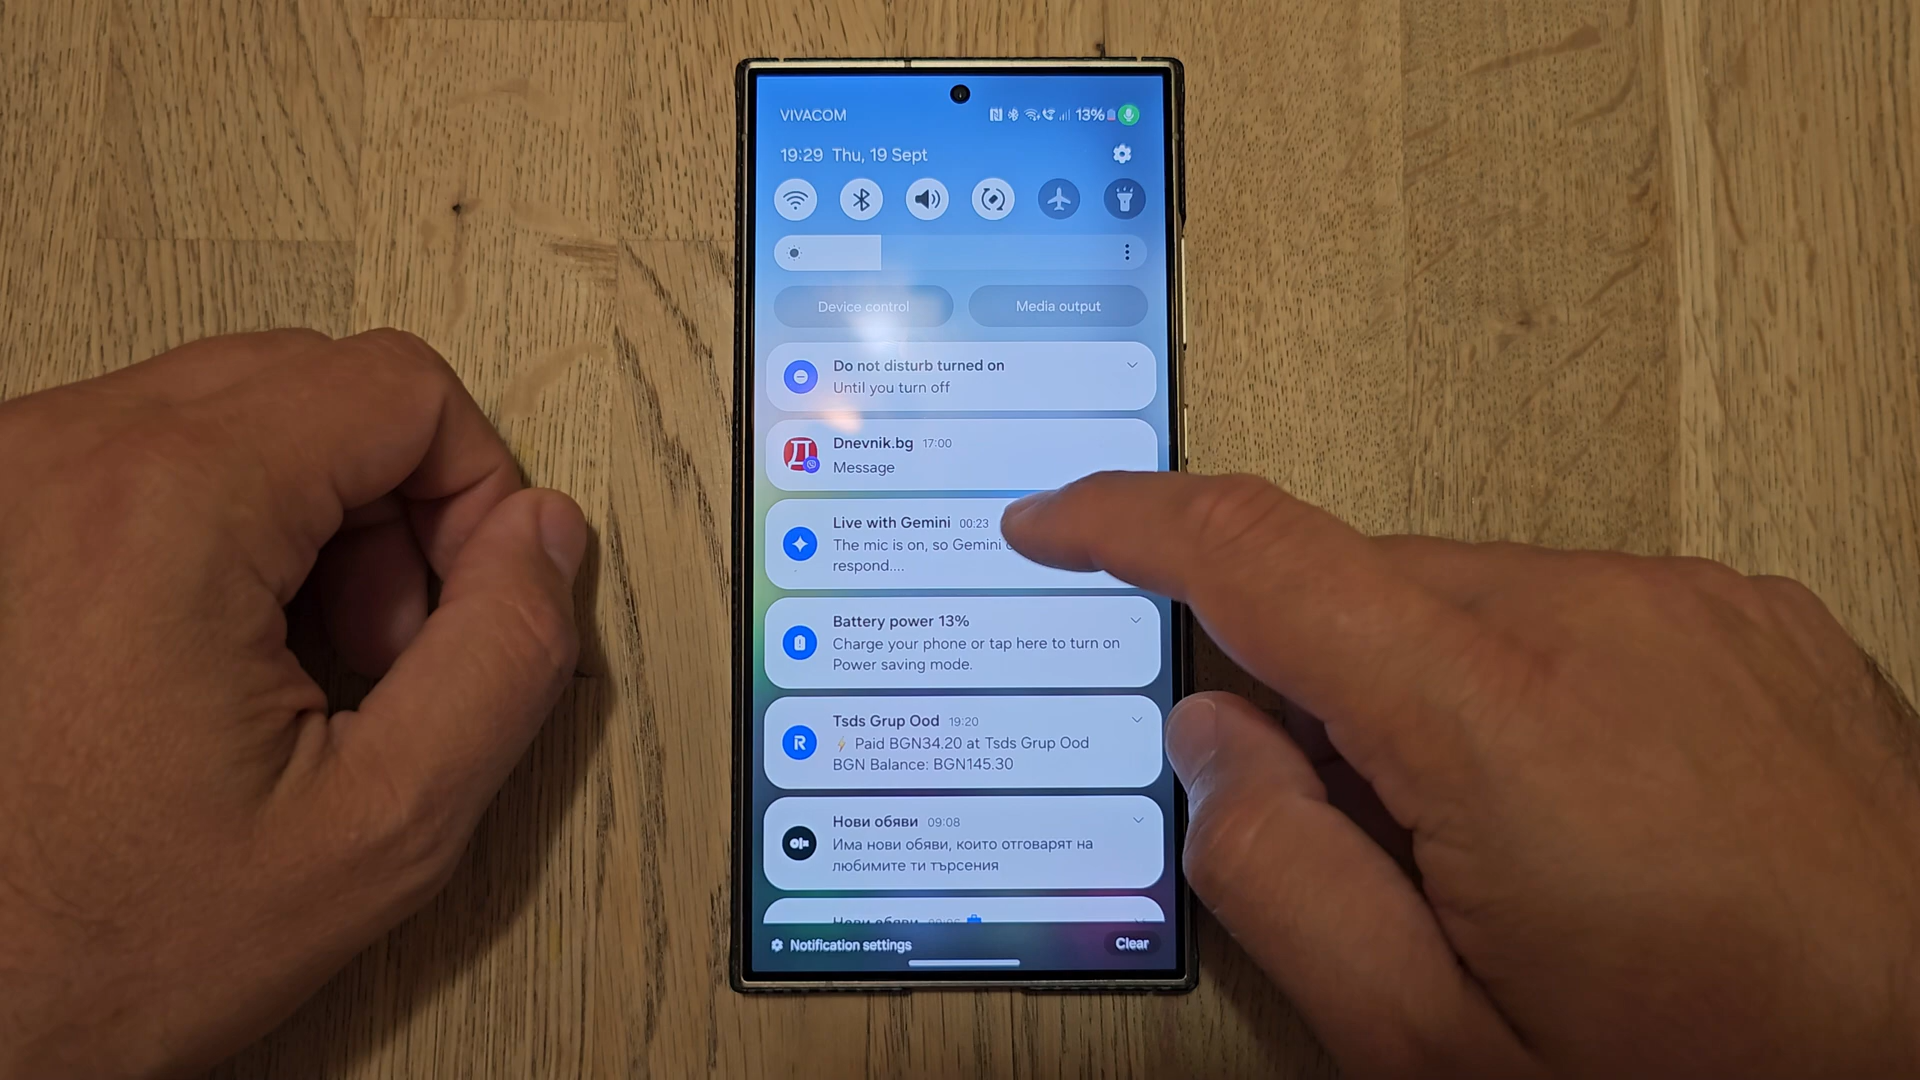 VIVACOM
13%
19:29 Thu, 19 Sept
Device control
Media output
Do not disturb turned on
Until you turn off
Dnevnik.bg 17:00
Message
Live with Gemini 00:23
The mic is on, so Gemini
respond....
Battery power 13%
Charge your phone or tap here to turn on
Power saving mode.
Tsds Grup Ood 19:20
⚡ Paid BGN34.20 at Tsds Grup Ood
BGN Balance: BGN145.30
Нови обяви 09:08
Има нови обяви, които отговарят на
любимите ти търсения
Нови обяви
Notification settings
Clear